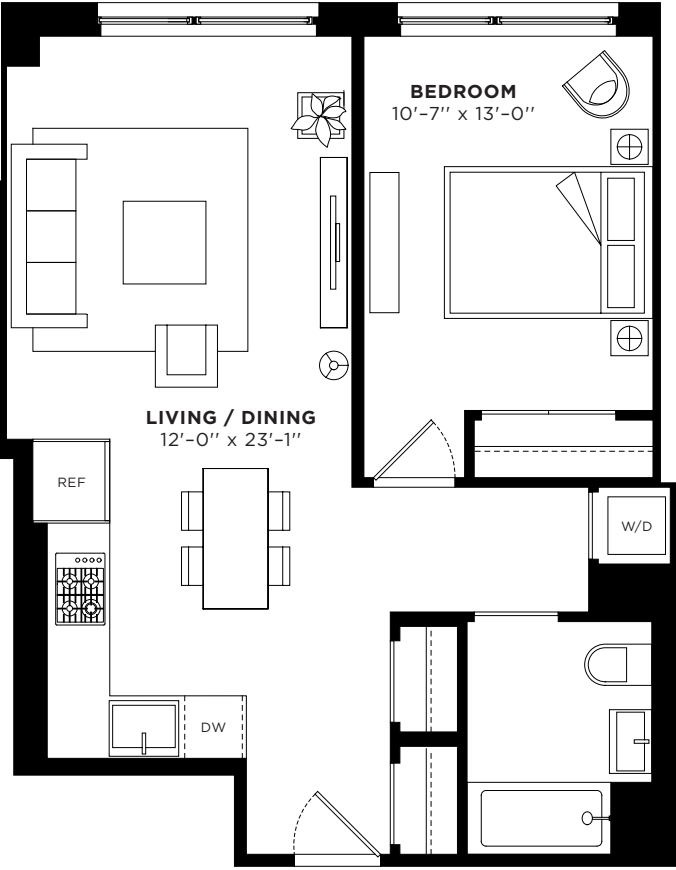 BEDROOM
10'-7'' x 13'-0''
LIVING / DINING
12'-0'' x 23'-1''
REF
W/D
DW